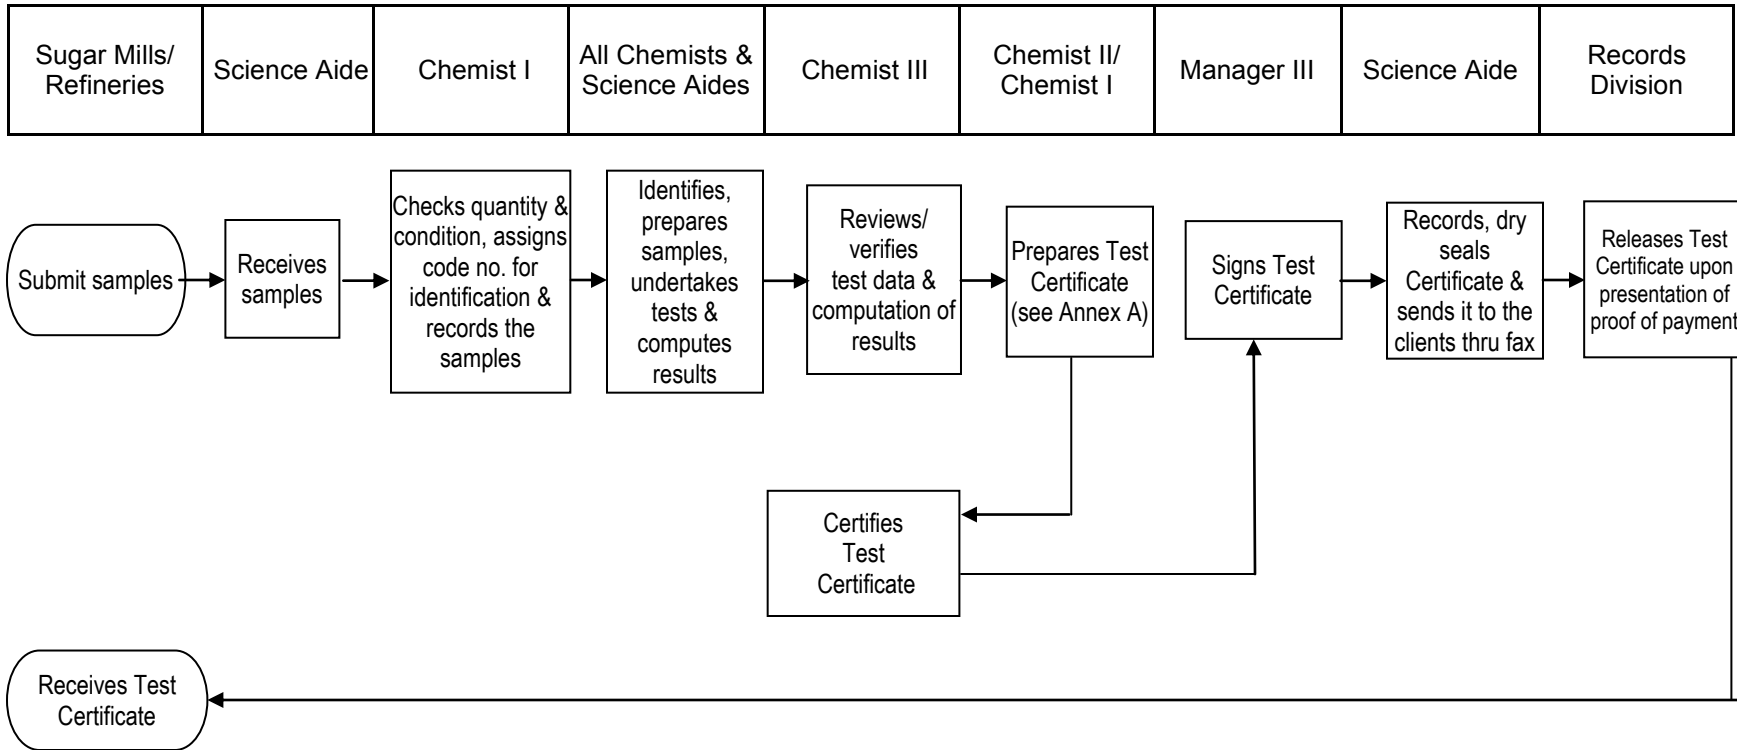 Sugar Mills/
Refineries
Science Aide
Chemist I
All Chemists &
Science Aides
Chemist III
Chemist II/
Chemist I
Manager III
Science Aide
Records
Division
Submit samples
Receives
samples
Checks quantity &
condition, assigns
code no. for
identification &
records the
samples
Identifies,
prepares
samples,
undertakes
tests &
computes
results
Reviews/
verifies
test data &
computation of
results
Prepares Test
Certificate
(see Annex A)
Signs Test
Certificate
Records, dry
seals
Certificate &
sends it to the
clients thru fax
Releases Test
Certificate upon
presentation of
proof of payment
Certifies
Test
Certificate
Receives Test
Certificate